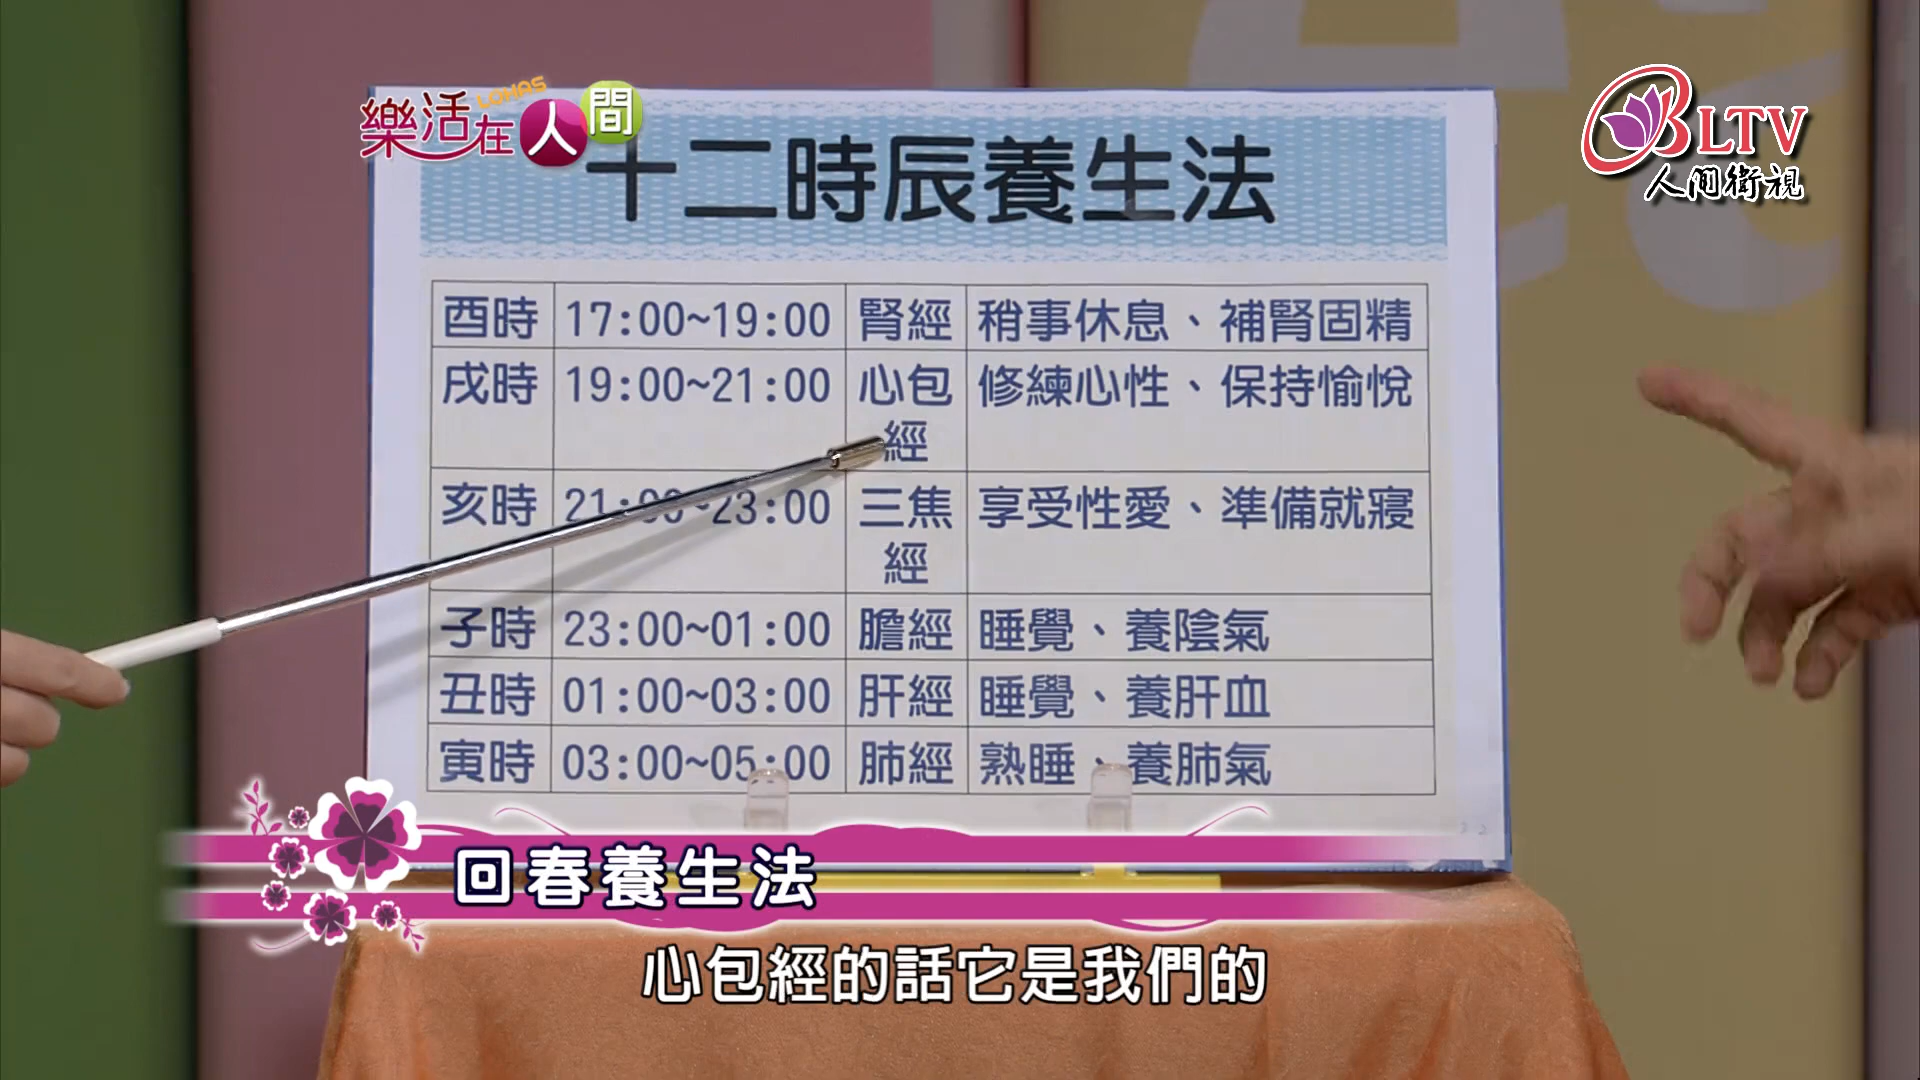 樂活在人間
LOHAS
BLTV
人間衛視
十二時辰養生法
酉時 17:00~19:00 腎經 稍事休息、補腎固精
戌時 19:00~21:00 心包經 修練心性、保持愉悅
亥時 21:00~23:00 三焦經 享受性愛、準備就寢
子時 23:00~01:00 膽經 睡覺、養陰氣
丑時 01:00~03:00 肝經 睡覺、養肝血
寅時 03:00~05:00 肺經 熟睡、養肺氣
回春養生法
心包經的話它是我們的